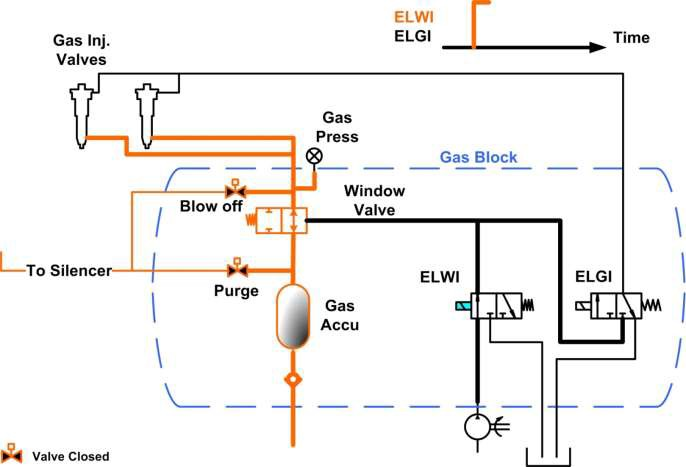 ELWI
ELGI
Time
Gas Inj.
Valves
Gas
Press
Gas Block
Blow off
Window
Valve
To Silencer
Purge
Gas
Accu
ELWI
ELGI
Valve Closed